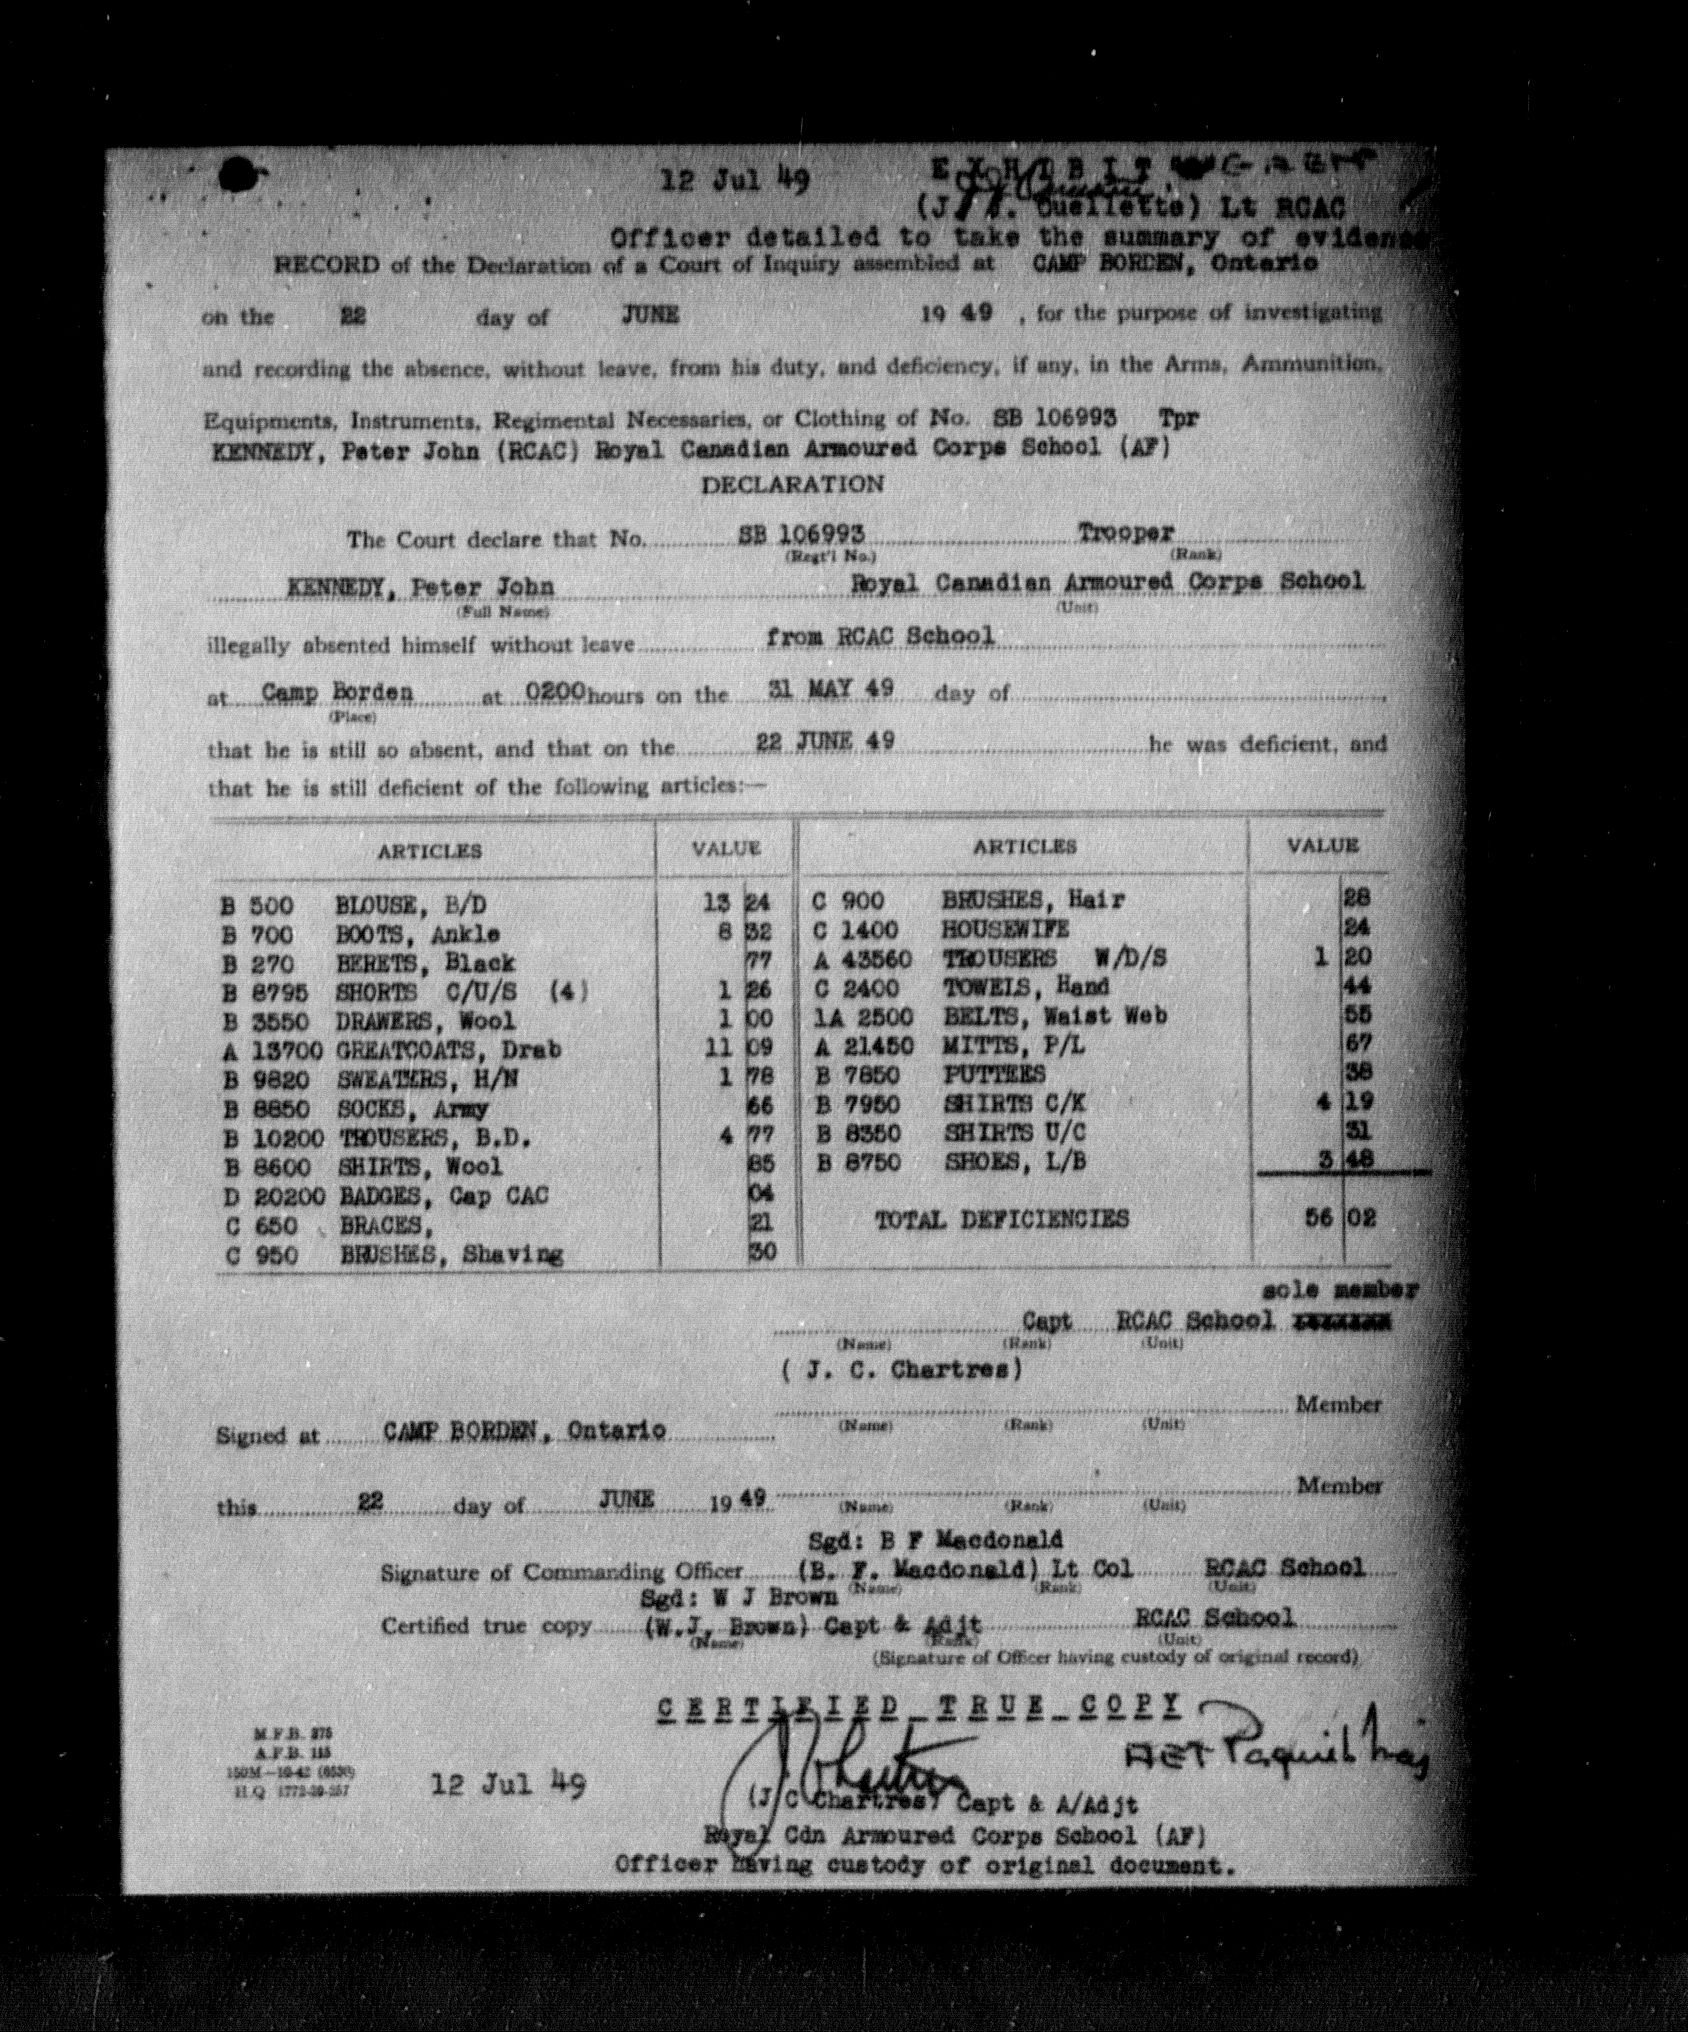 12 Jul 49 EXHIBIT
(J. J. Ouellette) Lt RCAC
Officer detailed to take the summary of evidence
RECORD of the Declaration of a Court of Inquiry assembled at CAMP BORDEN, Ontario
on the 22 day of JUNE 19 49 , for the purpose of investigating
and recording the absence, without leave, from his duty, and deficiency, if any, in the Arms, Ammunition,
Equipments, Instruments, Regimental Necessaries, or Clothing of No. SB 106993 Tpr
KENNEDY, Peter John (RCAC) Royal Canadian Armoured Corps School (AF)
DECLARATION
The Court declare that No. SB 106993 Trooper
(Regt'l No.) (Rank)
KENNEDY, Peter John Royal Canadian Armoured Corps School
(Full Name) (Unit)
illegally absented himself without leave from RCAC School
at Camp Borden at 0200 hours on the 31 MAY 49 day of
(Place)
that he is still so absent, and that on the 22 JUNE 49 he was deficient, and
that he is still deficient of the following articles:—
ARTICLES VALUE ARTICLES VALUE
B 500 BLOUSE, B/D 13 24 C 900 BRUSHES, Hair 28
B 700 BOOTS, Ankle 8 32 C 1400 HOUSEWIFE 24
B 270 BERETS, Black 77 A 43560 TROUSERS W/D/S 1 20
B 8795 SHORTS C/U/S (4) 1 26 C 2400 TOWELS, Hand 44
B 3550 DRAWERS, Wool 1 00 1A 2500 BELTS, Waist Web 55
A 13700 GREATCOATS, Drab 11 09 A 21450 MITTS, P/L 67
B 9820 SWEATERS, H/N 1 78 B 7850 PUTTEES 38
B 8850 SOCKS, Army 66 B 7950 SHIRTS C/K 4 19
B 10200 TROUSERS, B.D. 4 77 B 8350 SHIRTS U/C 31
B 8600 SHIRTS, Wool 85 B 8750 SHOES, L/B 3 48
D 20200 BADGES, Cap CAC 04
C 650 BRACES, 21 TOTAL DEFICIENCIES 56 02
C 950 BRUSHES, Shaving 30
sole member
Capt RCAC School
(Name) (Rank) (Unit)
( J. C. Chartres)
Member
Signed at CAMP BORDEN, Ontario (Name) (Rank) (Unit)
Member
this 22 day of JUNE 19 49 (Name) (Rank) (Unit)
Sgd: B F Macdonald
Signature of Commanding Officer (B. F. Macdonald) Lt Col RCAC School
Sgd: W J Brown (Name) (Rank) (Unit)
Certified true copy (W.J. Brown) Capt & Adjt RCAC School
(Name) (Rank) (Unit)
(Signature of Officer having custody of original record)
CERTIFIED TRUE COPY
M.F.B. 275
A.F.B. 115
150M—10-42 (6530)
H.Q. 1772-39-257
12 Jul 49
(J C Chartres) Capt & A/Adjt
Royal Cdn Armoured Corps School (AF)
Officer having custody of original document.